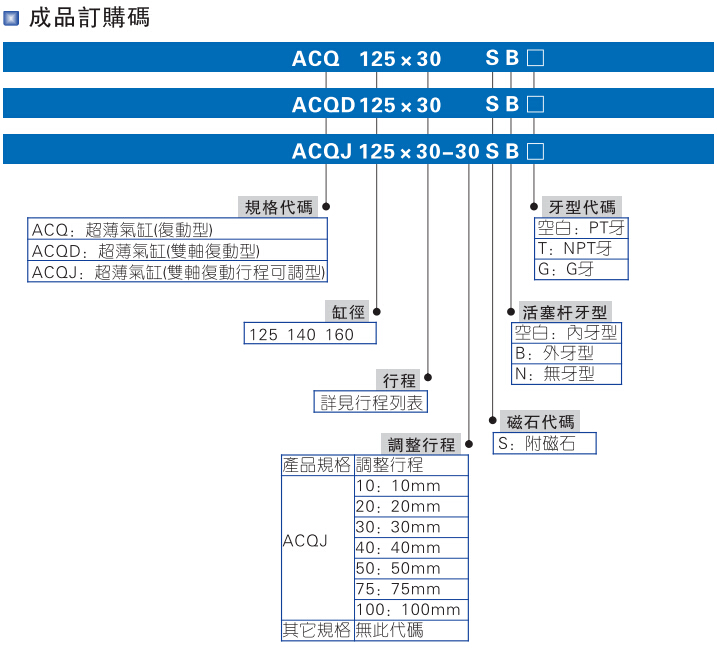 成品訂購碼
ACQ 125×30 S B □
ACQD 125×30 S B □
ACQJ 125×30-30 S B □
規格代碼
ACQ: 超薄氣缸(復動型)
ACQD: 超薄氣缸(雙軸復動型)
ACQJ: 超薄氣缸(雙軸復動行程可調型)
牙型代碼
空白: PT牙
T: NPT牙
G: G牙
缸徑
125 140 160
活塞杆牙型
空白: 內牙型
B: 外牙型
N: 無牙型
行程
詳見行程列表
磁石代碼
S: 附磁石
調整行程
產品規格 調整行程
ACQJ
10: 10mm
20: 20mm
30: 30mm
40: 40mm
50: 50mm
75: 75mm
100: 100mm
其它規格 無此代碼